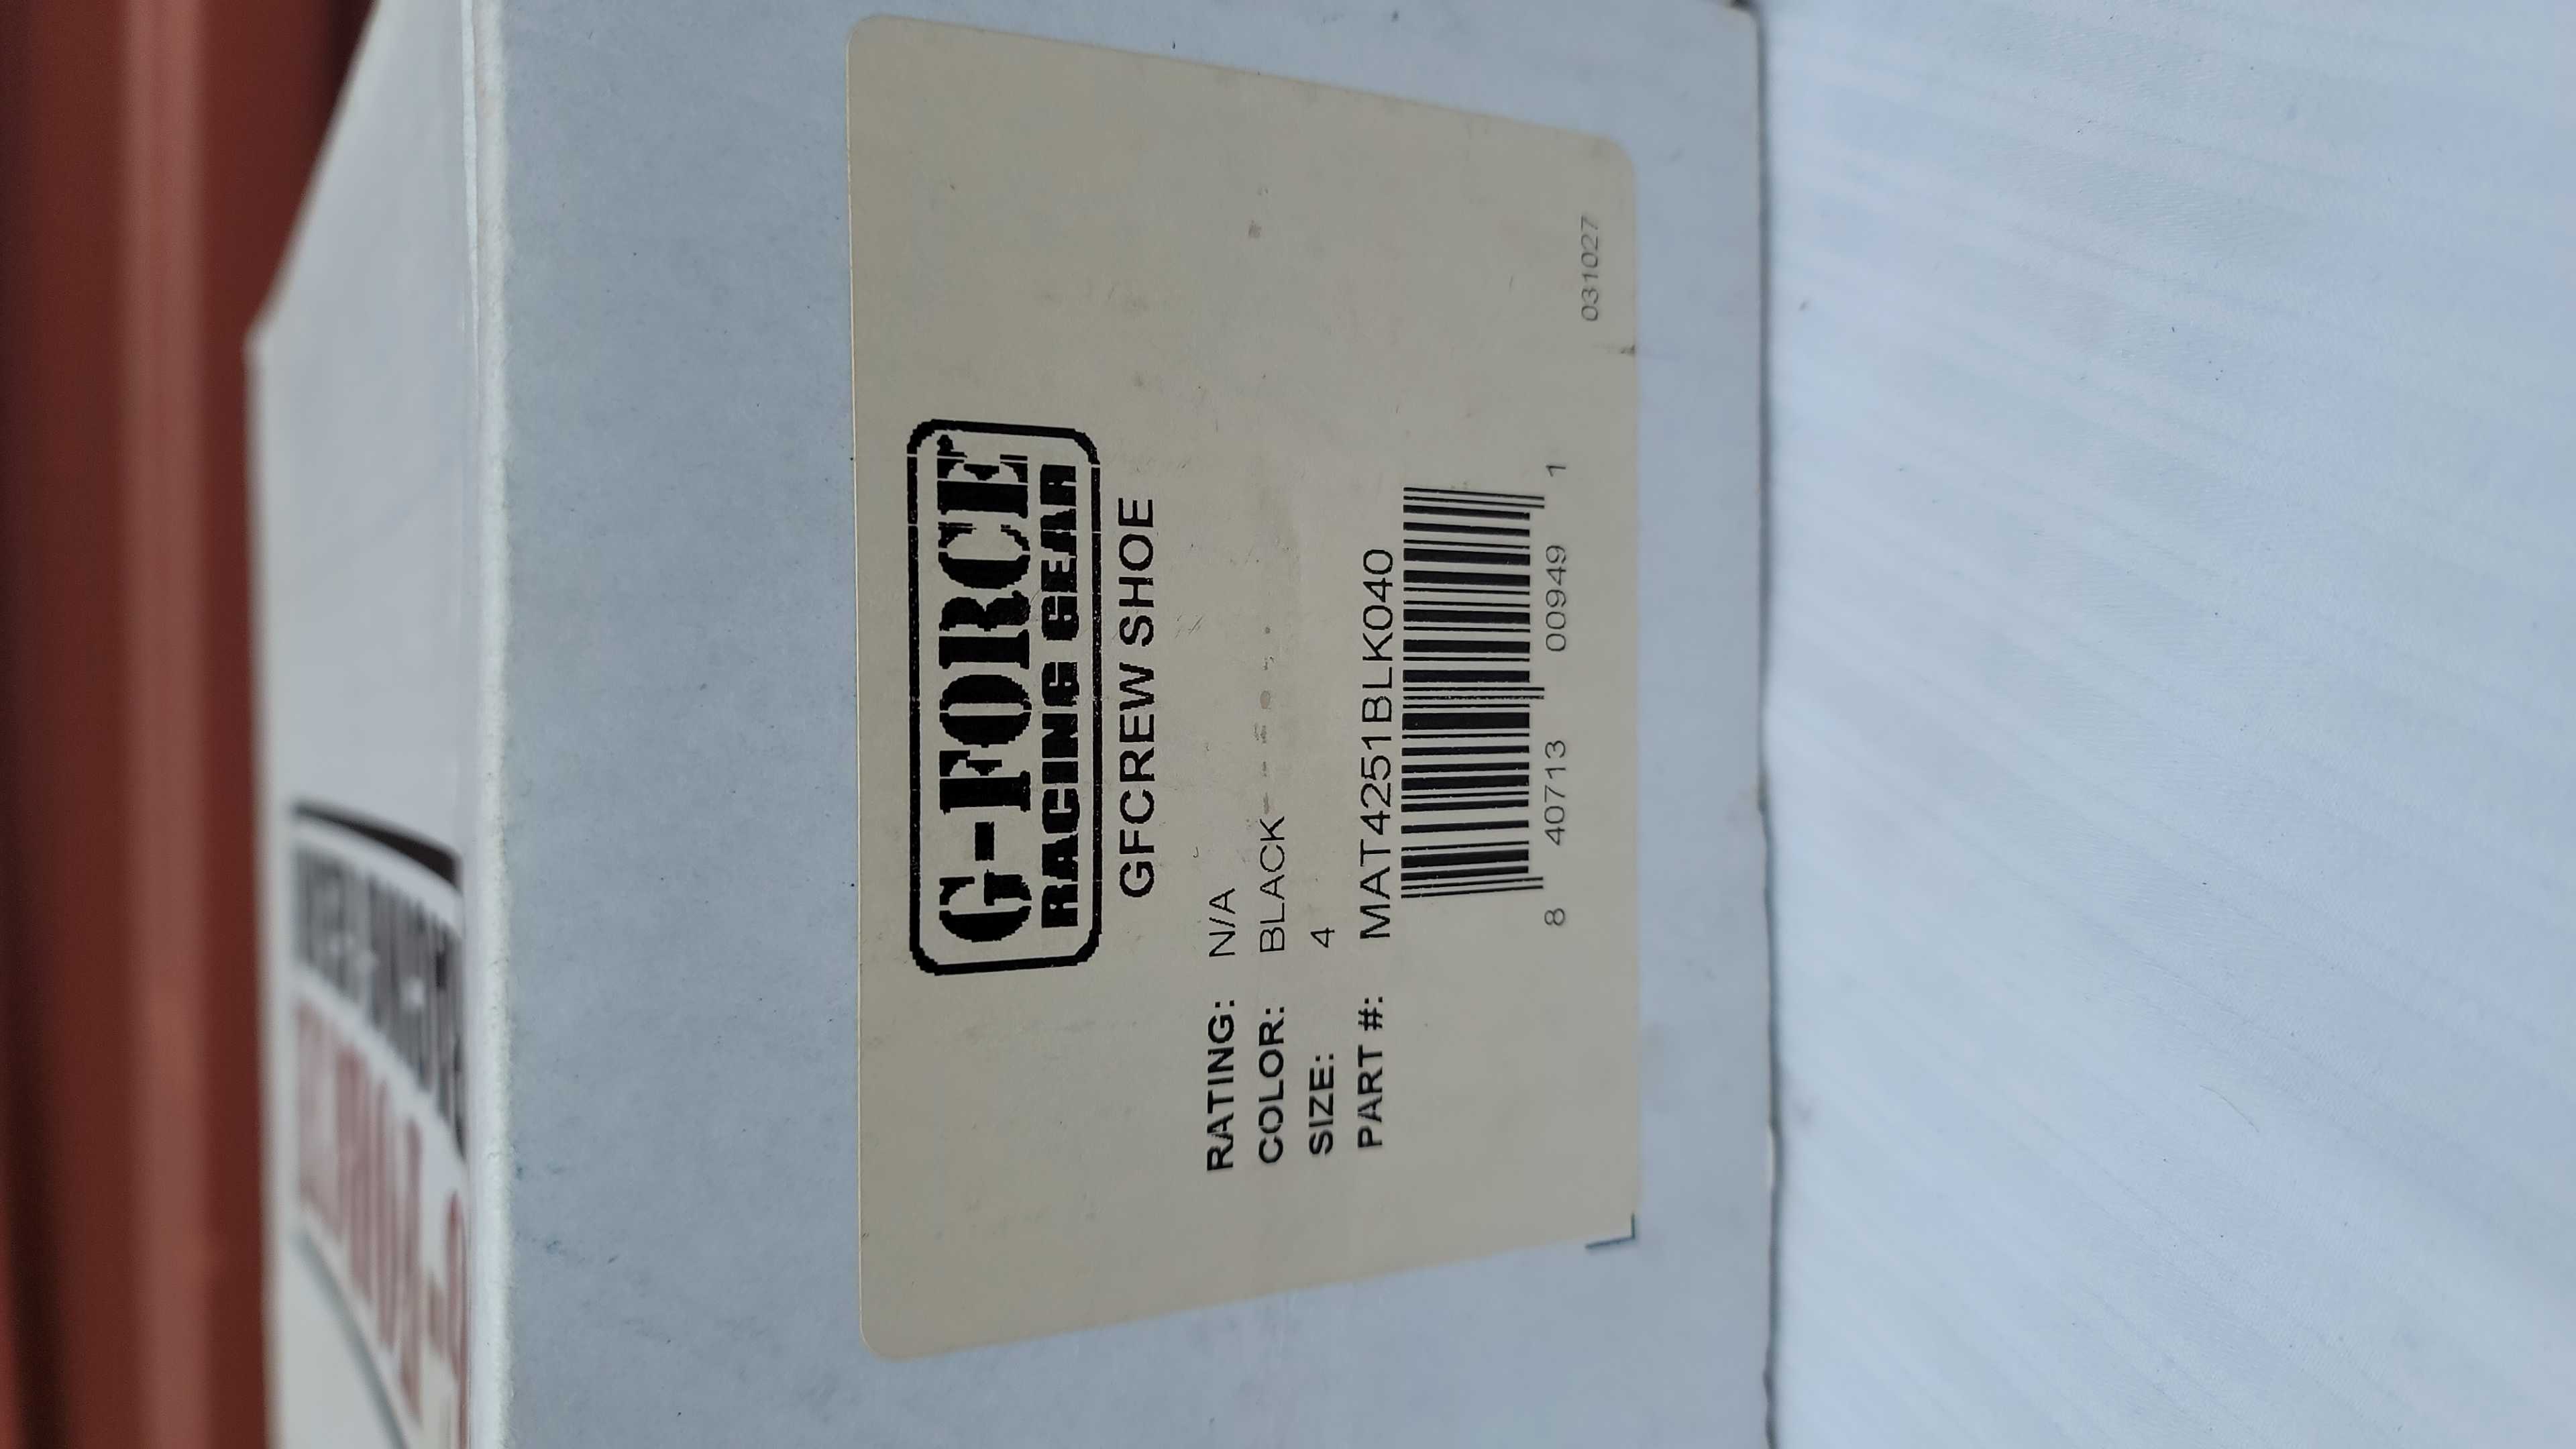 G-FORCE
RACING GEAR
GFCREW SHOE
RATING: N/A
COLOR: BLACK
SIZE: 4
PART #: MAT4251BLK040
8 40713 00949 1
031027